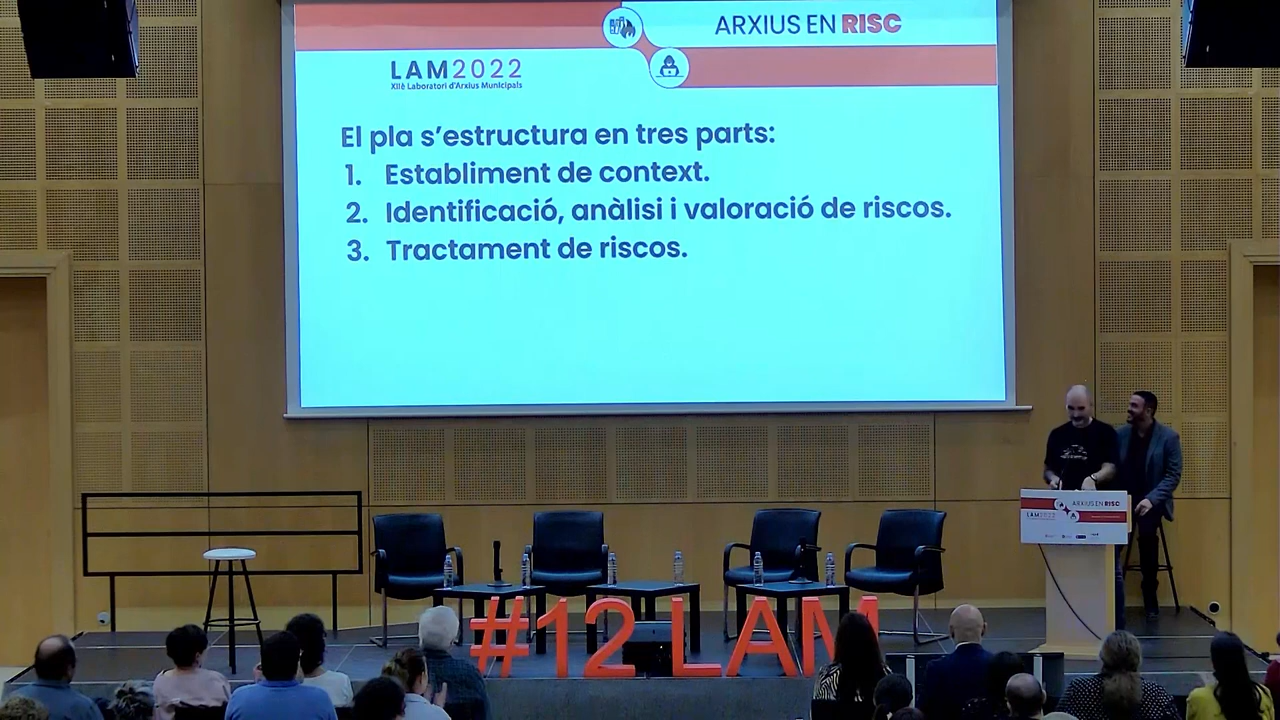 ARXIUS EN RISC
LAM2022
XIIè Laboratori d'Arxius Municipals
El pla s'estructura en tres parts:
1. Establiment de context.
2. Identificació, anàlisi i valoració de riscos.
3. Tractament de riscos.
ARXIUS EN RISC
LAM2022
#12 LAM